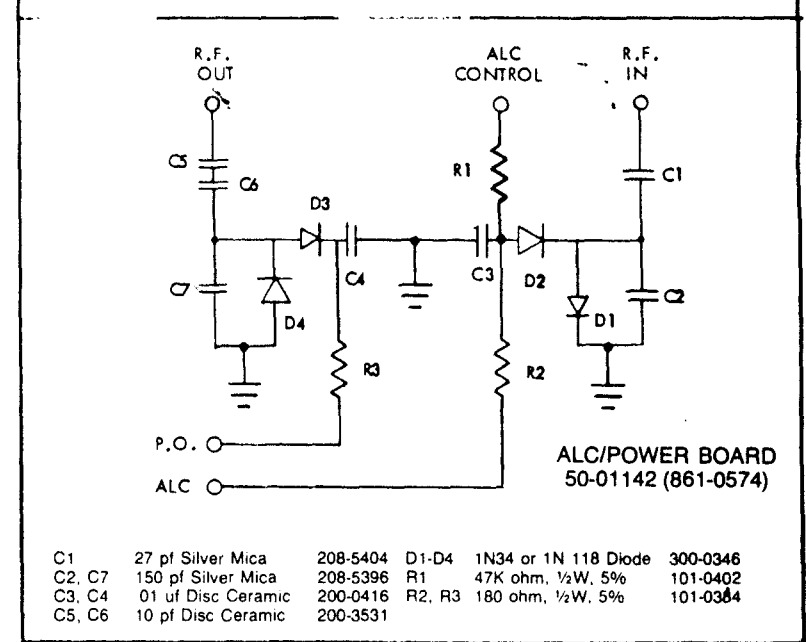 R.F. OUT
ALC CONTROL
R.F. IN
C5
C6
R1
C1
D3
C4
C3
D2
C7
D4
D1
C2
R3
R2
P.O.
ALC
ALC/POWER BOARD
50-01142 (861-0574)
C1 27 pf Silver Mica 208-5404 D1-D4 1N34 or 1N 118 Diode 300-0346
C2, C7 150 pf Silver Mica 208-5396 R1 47K ohm, ½W, 5% 101-0402
C3, C4 01 uf Disc Ceramic 200-0416 R2, R3 180 ohm, ½W, 5% 101-0384
C5, C6 10 pf Disc Ceramic 200-3531